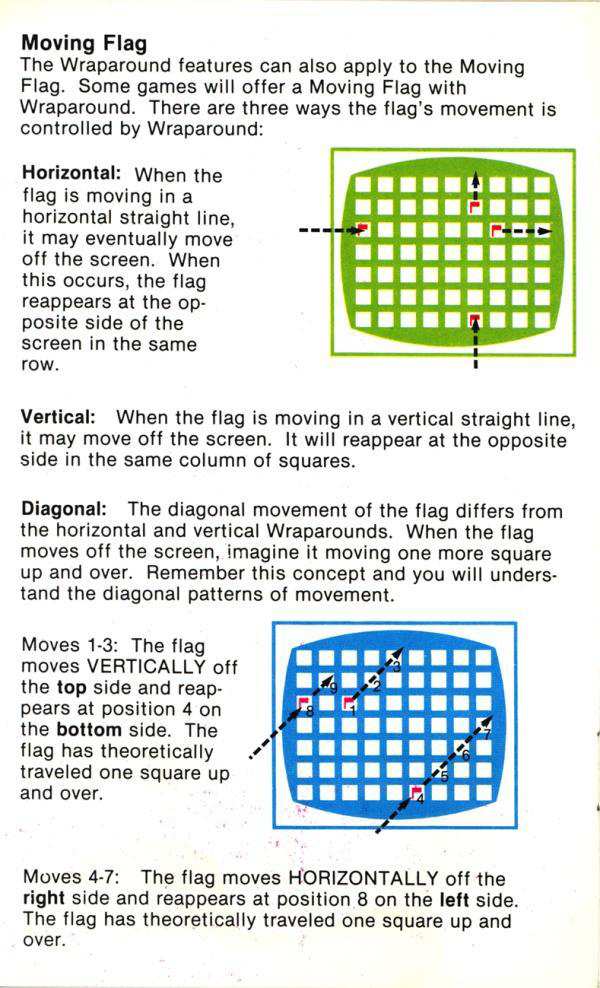 Moving Flag
The Wraparound features can also apply to the Moving
Flag. Some games will offer a Moving Flag with
Wraparound. There are three ways the flag's movement is
controlled by Wraparound:
Horizontal: When the
flag is moving in a
horizontal straight line,
it may eventually move
off the screen. When
this occurs, the flag
reappears at the op-
posite side of the
screen in the same
row.
Vertical: When the flag is moving in a vertical straight line,
it may move off the screen. It will reappear at the opposite
side in the same column of squares.
Diagonal: The diagonal movement of the flag differs from
the horizontal and vertical Wraparounds. When the flag
moves off the screen, imagine it moving one more square
up and over. Remember this concept and you will unders-
tand the diagonal patterns of movement.
Moves 1-3: The flag
moves VERTICALLY off
the top side and reap-
pears at position 4 on
the bottom side. The
flag has theoretically
traveled one square up
and over.
3
2
1
9
8
7
6
5
4
Moves 4-7: The flag moves HORIZONTALLY off the
right side and reappears at position 8 on the left side.
The flag has theoretically traveled one square up and
over.